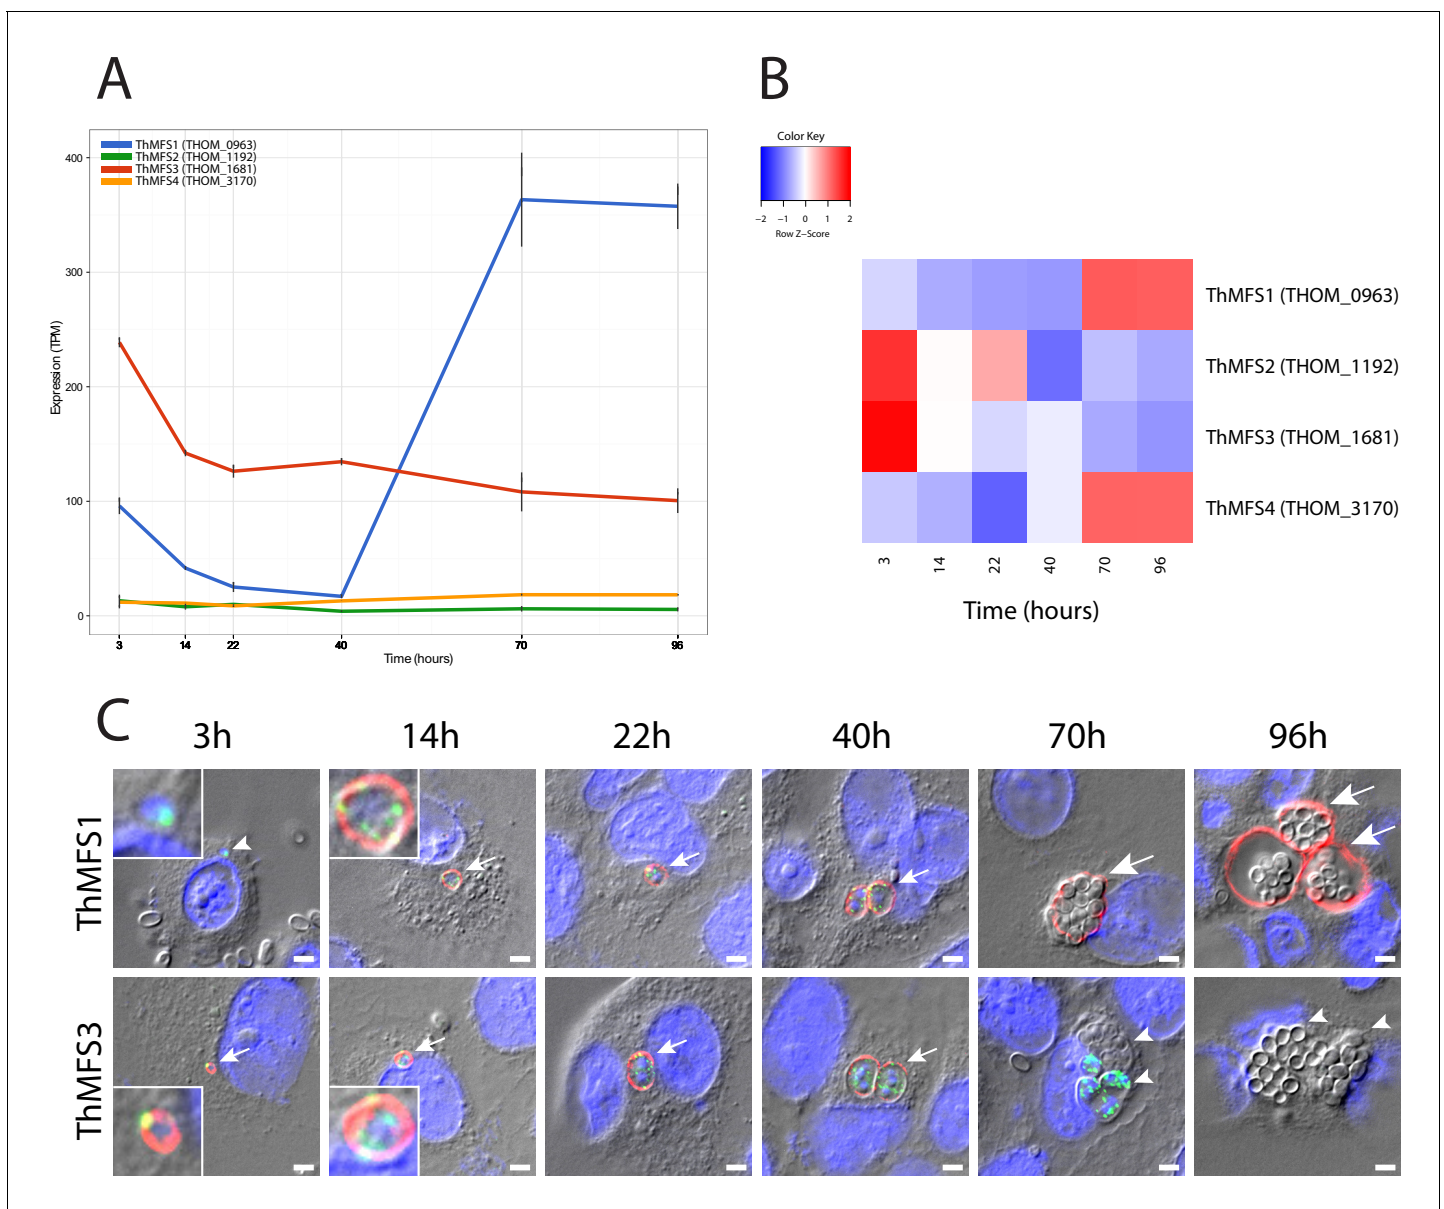 A
ThMFS1 (THOM_0963)
ThMFS2 (THOM_1192)
ThMFS3 (THOM_1681)
ThMFS4 (THOM_3170)
400
300
200
100
0
Expression (TPM)
3 14 22 40 70 96
Time (hours)
B
Color Key
−2 −1 0 1 2
Row Z−Score
ThMFS1 (THOM_0963)
ThMFS2 (THOM_1192)
ThMFS3 (THOM_1681)
ThMFS4 (THOM_3170)
3 14 22 40 70 96
Time (hours)
C
3h 14h 22h 40h 70h 96h
ThMFS1
ThMFS3